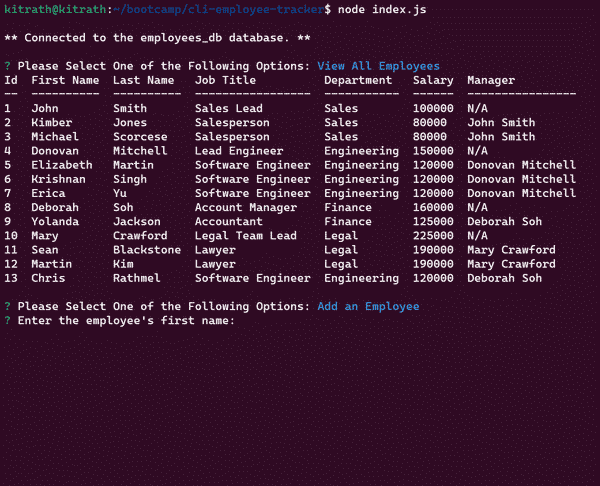 kitrath@kitrath:~/bootcamp/cli-employee-tracker$ node index.js
** Connected to the employees_db database. **
? Please Select One of the Following Options: View All Employees
Id  First Name  Last Name   Job Title          Department   Salary  Manager
--  ----------  ----------  -----------------  -----------  ------  ----------------
1   John        Smith       Sales Lead         Sales        100000  N/A
2   Kimber      Jones       Salesperson        Sales        80000   John Smith
3   Michael     Scorcese    Salesperson        Sales        80000   John Smith
4   Donovan     Mitchell    Lead Engineer      Engineering  150000  N/A
5   Elizabeth   Martin      Software Engineer  Engineering  120000  Donovan Mitchell
6   Krishnan    Singh       Software Engineer  Engineering  120000  Donovan Mitchell
7   Erica       Yu          Software Engineer  Engineering  120000  Donovan Mitchell
8   Deborah     Soh         Account Manager    Finance      160000  N/A
9   Yolanda     Jackson     Accountant         Finance      125000  Deborah Soh
10  Mary        Crawford    Legal Team Lead    Legal        225000  N/A
11  Sean        Blackstone  Lawyer             Legal        190000  Mary Crawford
12  Martin      Kim         Lawyer             Legal        190000  Mary Crawford
13  Chris       Rathmel     Software Engineer  Engineering  120000  Deborah Soh
? Please Select One of the Following Options: Add an Employee
? Enter the employee's first name: